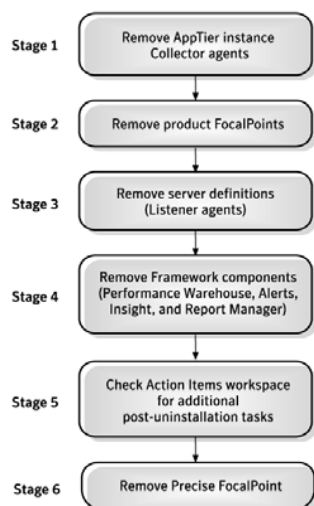 Stage 1
Remove AppTier instance
Collector agents
Stage 2
Remove product FocalPoints
Stage 3
Remove server definitions
(Listener agents)
Stage 4
Remove Framework components
(Performance Warehouse, Alerts,
Insight, and Report Manager)
Stage 5
Check Action Items workspace
for additional
post-uninstallation tasks
Stage 6
Remove Precise FocalPoint